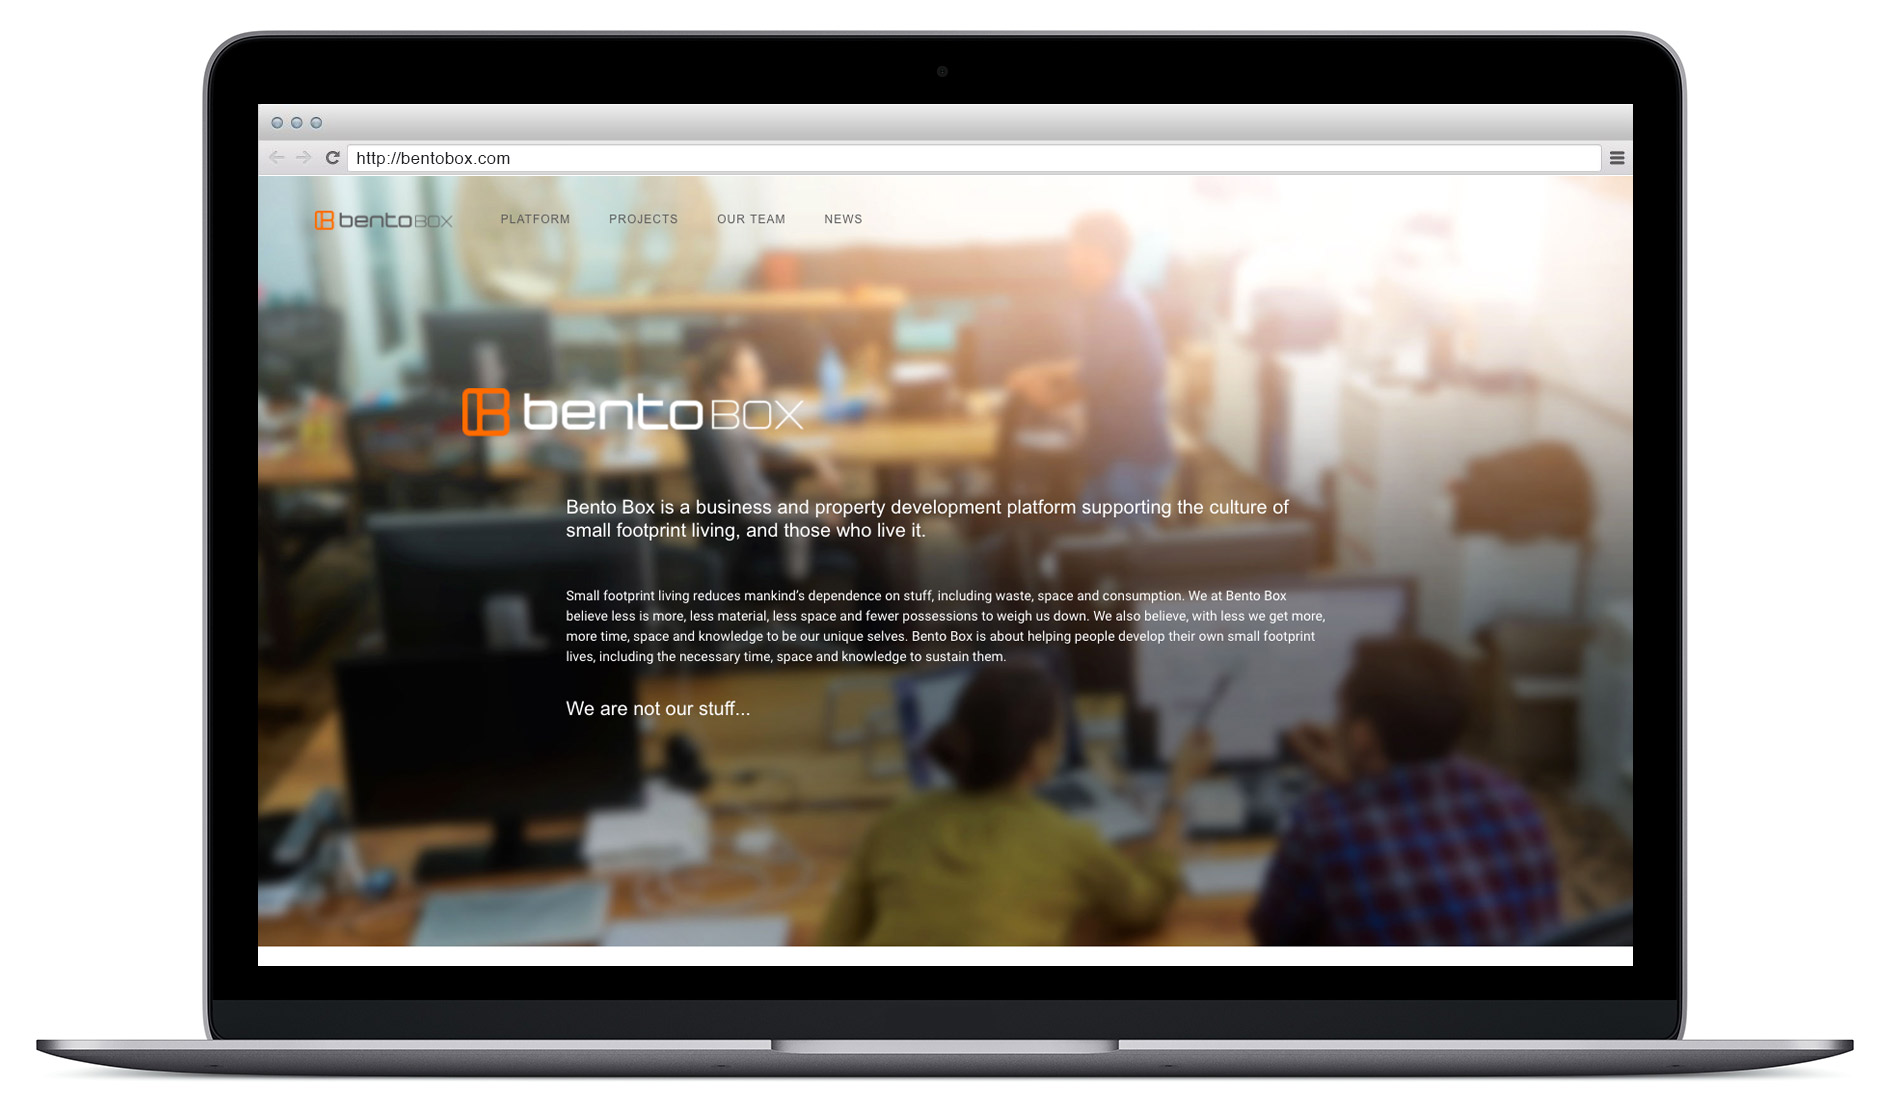 http://bentobox.com
bentoBOX PLATFORM PROJECTS OUR TEAM NEWS
bentoBOX
Bento Box is a business and property development platform supporting the culture of
small footprint living, and those who live it.
Small footprint living reduces mankind’s dependence on stuff, including waste, space and consumption. We at Bento Box
believe less is more, less material, less space and fewer possessions to weigh us down. We also believe, with less we get more,
more time, space and knowledge to be our unique selves. Bento Box is about helping people develop their own small footprint
lives, including the necessary time, space and knowledge to sustain them.
We are not our stuff...